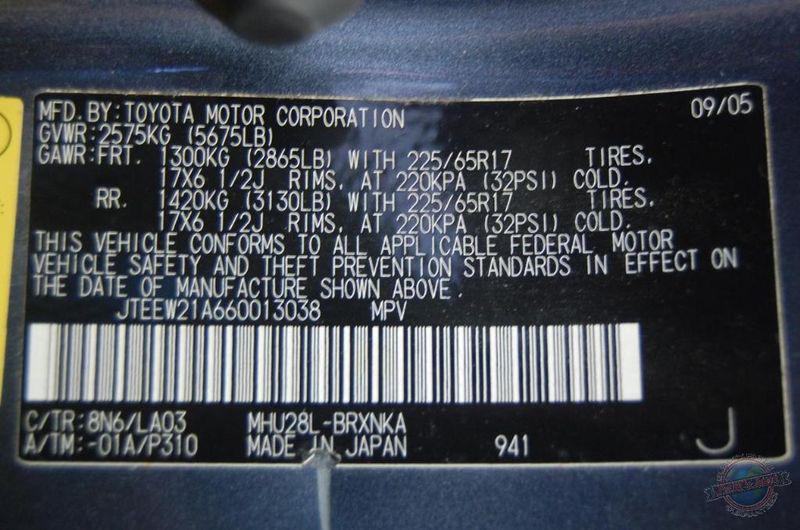 MFD. BY: TOYOTA MOTOR CORPORATION 09/05
GVWR: 2575KG (5675LB)
GAWR: FRT. 1300KG (2865LB) WITH 225/65R17 TIRES,
17X6 1/2J RIMS, AT 220KPA (32PSI) COLD.
RR. 1420KG (3130LB) WITH 225/65R17 TIRES,
17X6 1/2J RIMS, AT 220KPA (32PSI) COLD.
THIS VEHICLE CONFORMS TO ALL APPLICABLE FEDERAL MOTOR
VEHICLE SAFETY AND THEFT PREVENTION STANDARDS IN EFFECT ON
THE DATE OF MANUFACTURE SHOWN ABOVE.
JTEEW21A660013038 MPV
C/TR: 8N6/LA03 MHU28L-BRXNKA
A/TM: -01A/P310 MADE IN JAPAN 941 J